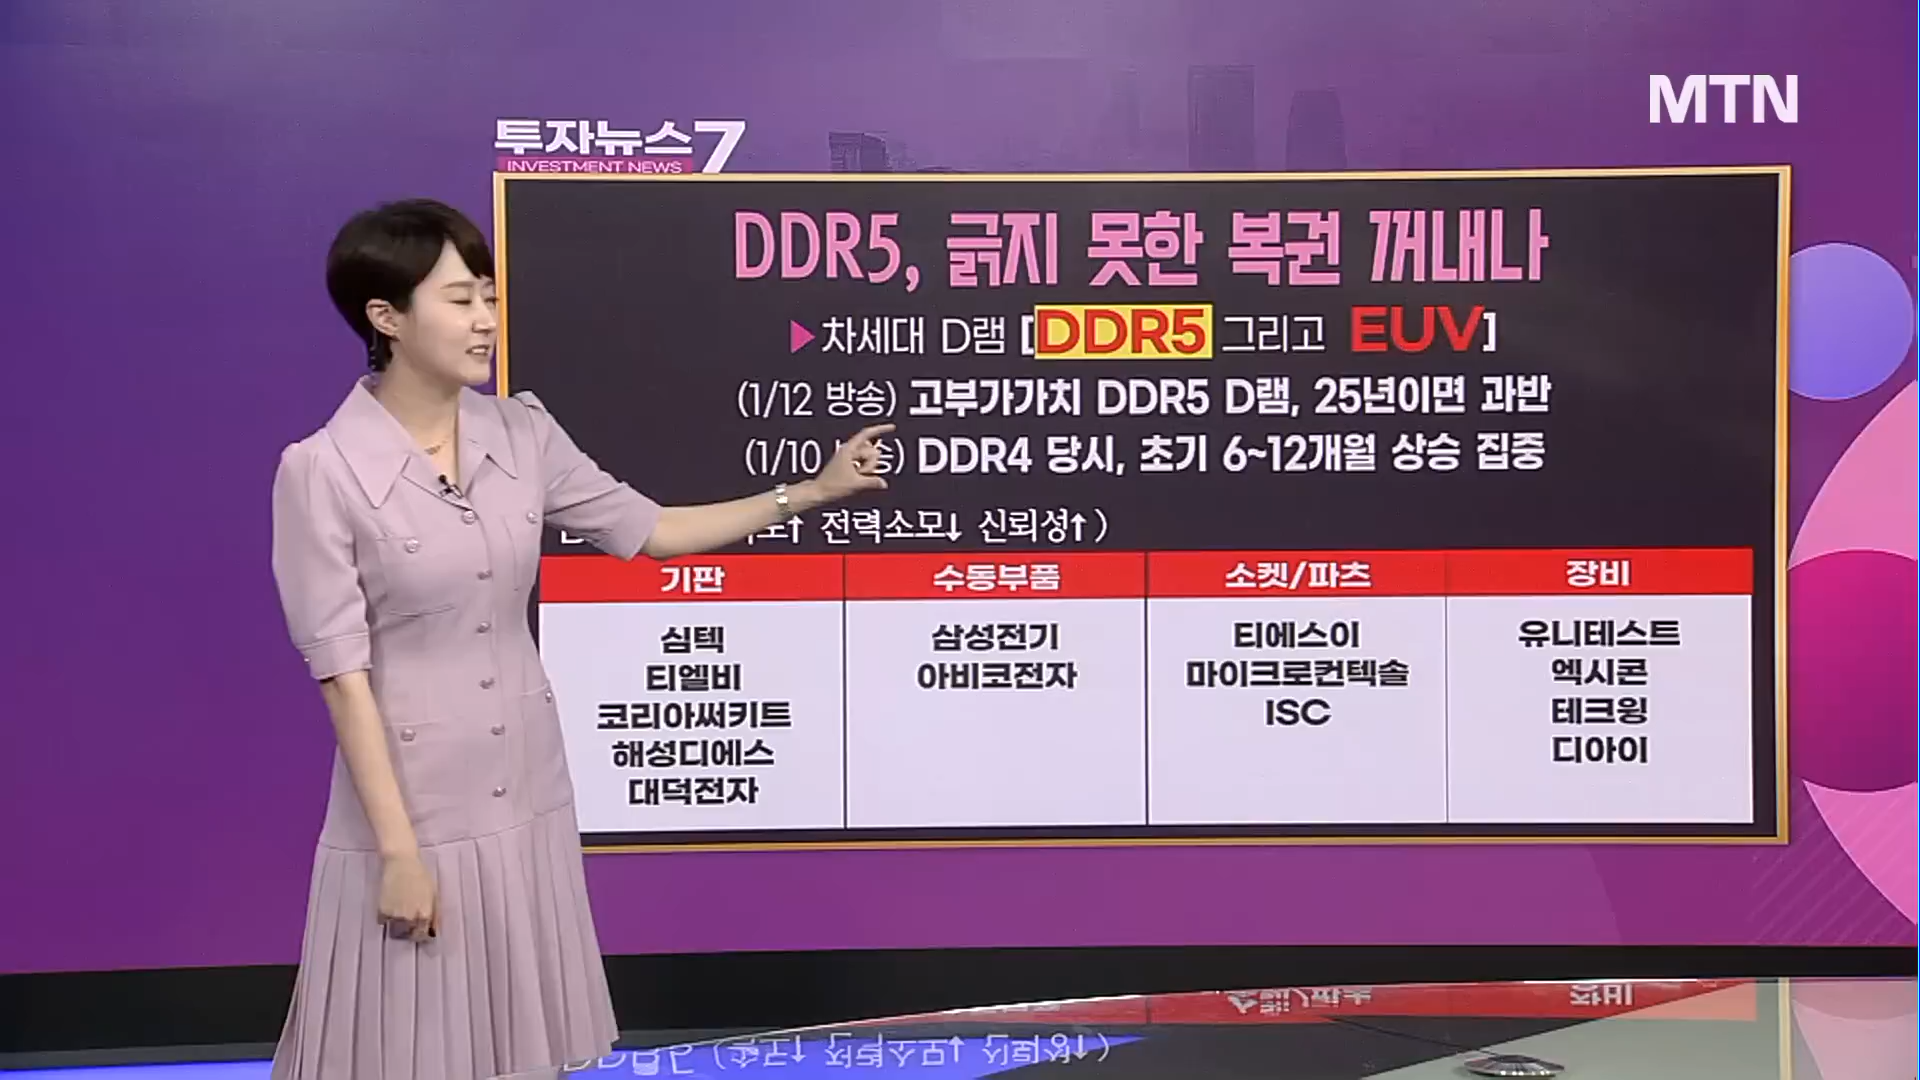 MTN
투자뉴스7
INVESTMENT NEWS
DDR5, 긁지 못한 복권 꺼내나
▶차세대 D램 [DDR5 그리고 EUV]
(1/12 방송) 고부가가치 DDR5 D램, 25년이면 과반
(1/10 송) DDR4 당시, 초기 6~12개월 상승 집중
도↑ 전력소모↓ 신뢰성↑)
기판 수동부품 소켓/파츠 장비
심텍 삼성전기 티에스이 유니테스트
티엘비 아비코전자 마이크로컨텍솔 엑시콘
코리아써키트 ISC 테크윙
해성디에스 디아이
대덕전자